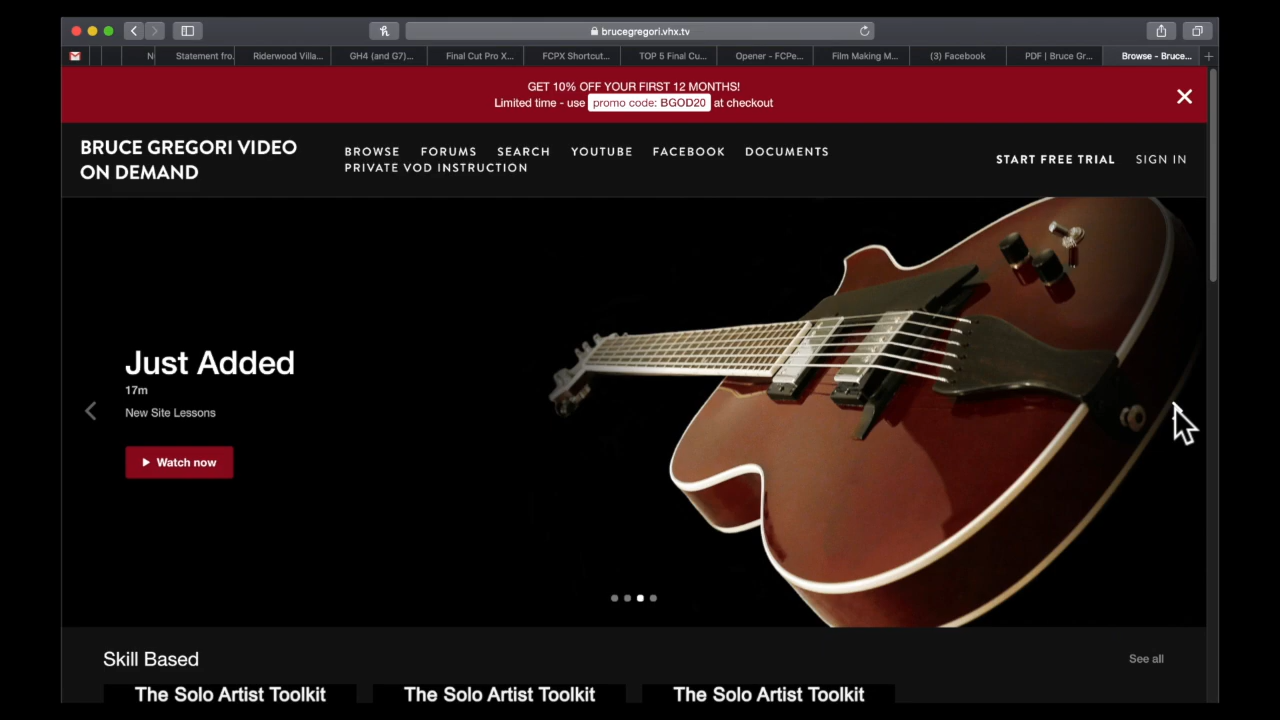 brucegregori.vhx.tv
N
Statement fro.
Riderwood Villa...
GH4 (and G7)...
Final Cut Pro X...
FCPX Shortcut...
TOP 5 Final Cu...
Opener - FCPe...
Film Making M...
(3) Facebook
PDF | Bruce Gr...
Browse - Bruce...
GET 10% OFF YOUR FIRST 12 MONTHS!
Limited time - use promo code: BGOD20 at checkout
BRUCE GREGORI VIDEO
ON DEMAND
BROWSE FORUMS SEARCH YOUTUBE FACEBOOK DOCUMENTS
PRIVATE VOD INSTRUCTION
START FREE TRIAL SIGN IN
Just Added
17m
New Site Lessons
Watch now
Skill Based
See all
The Solo Artist Toolkit
The Solo Artist Toolkit
The Solo Artist Toolkit